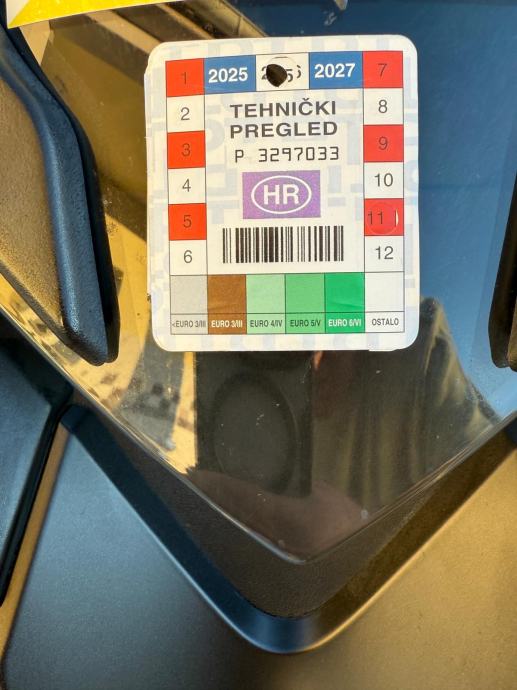 1 2025 2027 7
2 TEHNIČKI 8
PREGLED
3 P 3297033 9
4 HR 10
5 11
6 12
<EURO 3/III EURO 3/III EURO 4/IV EURO 5/V EURO 6/VI OSTALO